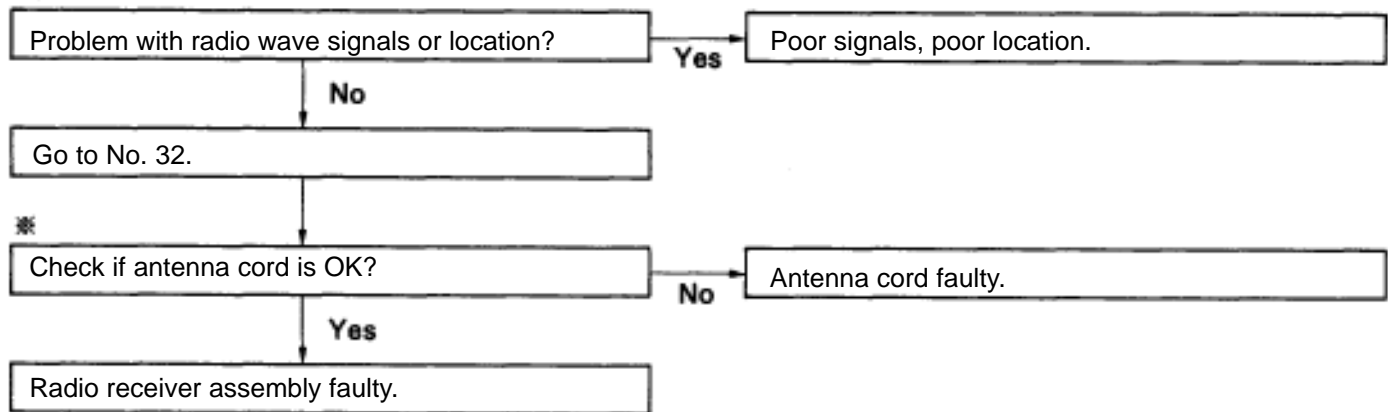 Problem with radio wave signals or location?
Yes
Poor signals, poor location.
No
Go to No. 32.
※
Check if antenna cord is OK?
No
Antenna cord faulty.
Yes
Radio receiver assembly faulty.